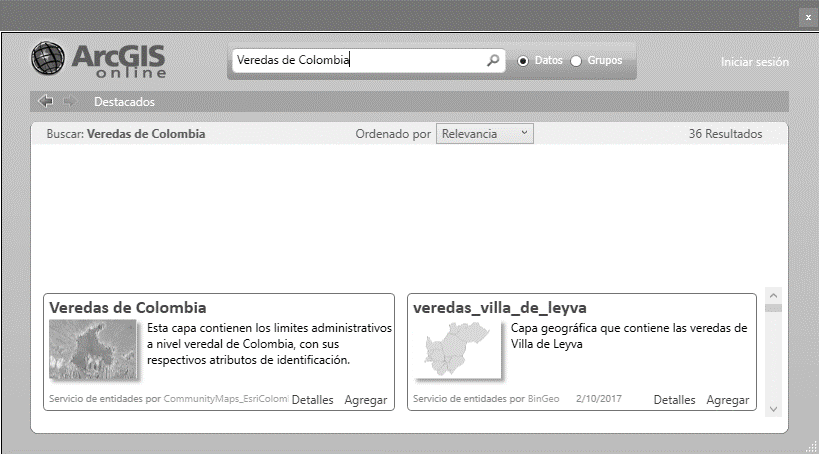 x
ArcGIS
online
Veredas de Colombia
Datos
Grupos
Iniciar sesión
Destacados
Buscar: Veredas de Colombia
Ordenado por
Relevancia
36 Resultados
Veredas de Colombia
Esta capa contienen los limites administrativos
a nivel veredal de Colombia, con sus
respectivos atributos de identificación.
Servicio de entidades por CommunityMaps_EsriColoml
Detalles
Agregar
veredas_villa_de_leyva
Capa geográfica que contiene las veredas de
Villa de Leyva
Servicio de entidades por BinGeo
2/10/2017
Detalles
Agregar